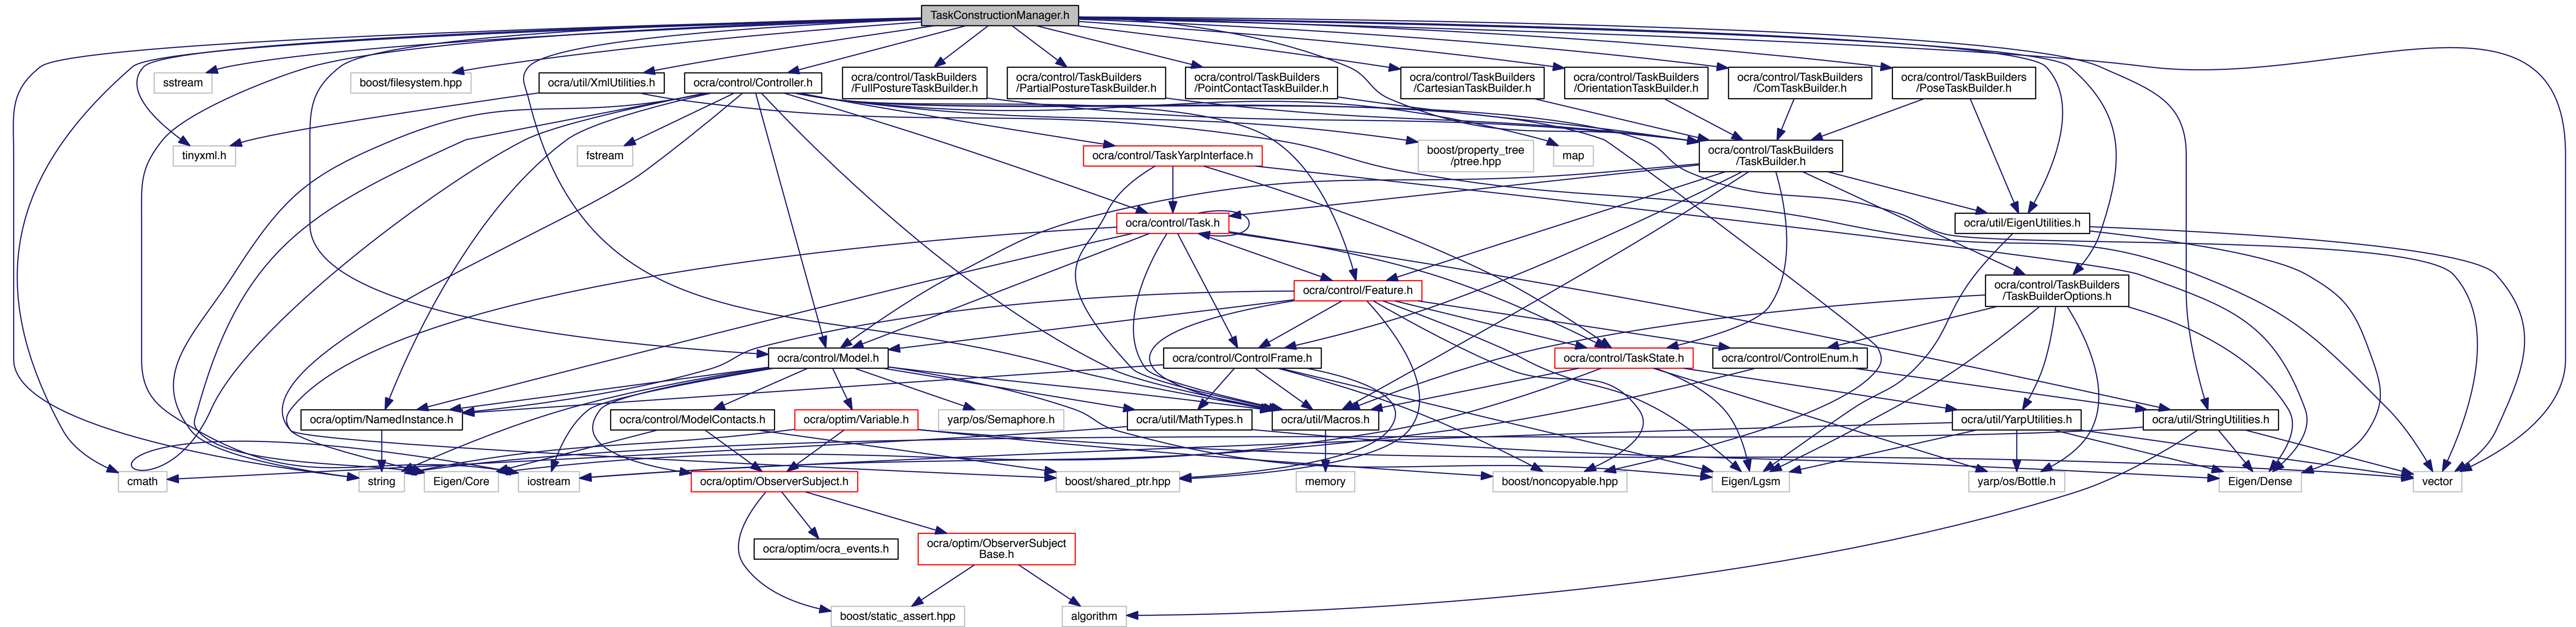 TaskConstructionManager.h
sstream
boost/filesystem.hpp
ocra/util/XmlUtilities.h
ocra/control/Controller.h
ocra/control/TaskBuilders
/FullPostureTaskBuilder.h
ocra/control/TaskBuilders
/PartialPostureTaskBuilder.h
ocra/control/TaskBuilders
/PointContactTaskBuilder.h
ocra/control/TaskBuilders
/CartesianTaskBuilder.h
ocra/control/TaskBuilders
/OrientationTaskBuilder.h
ocra/control/TaskBuilders
/ComTaskBuilder.h
ocra/control/TaskBuilders
/PoseTaskBuilder.h
tinyxml.h
fstream
ocra/control/TaskYarpInterface.h
boost/property_tree
/ptree.hpp
map
ocra/control/TaskBuilders
/TaskBuilder.h
ocra/control/Task.h
ocra/util/EigenUtilities.h
ocra/control/Feature.h
ocra/control/TaskBuilders
/TaskBuilderOptions.h
ocra/control/Model.h
ocra/control/ControlFrame.h
ocra/control/TaskState.h
ocra/control/ControlEnum.h
ocra/optim/NamedInstance.h
ocra/control/ModelContacts.h
ocra/optim/Variable.h
yarp/os/Semaphore.h
ocra/util/MathTypes.h
ocra/util/Macros.h
ocra/util/YarpUtilities.h
ocra/util/StringUtilities.h
cmath
string
Eigen/Core
iostream
ocra/optim/ObserverSubject.h
boost/shared_ptr.hpp
memory
boost/noncopyable.hpp
Eigen/Lgsm
yarp/os/Bottle.h
Eigen/Dense
vector
ocra/optim/ocra_events.h
ocra/optim/ObserverSubject
Base.h
boost/static_assert.hpp
algorithm